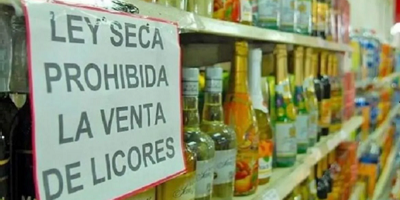 LEY SECA
PROHIBIDA
LA VENTA
DE LICORES